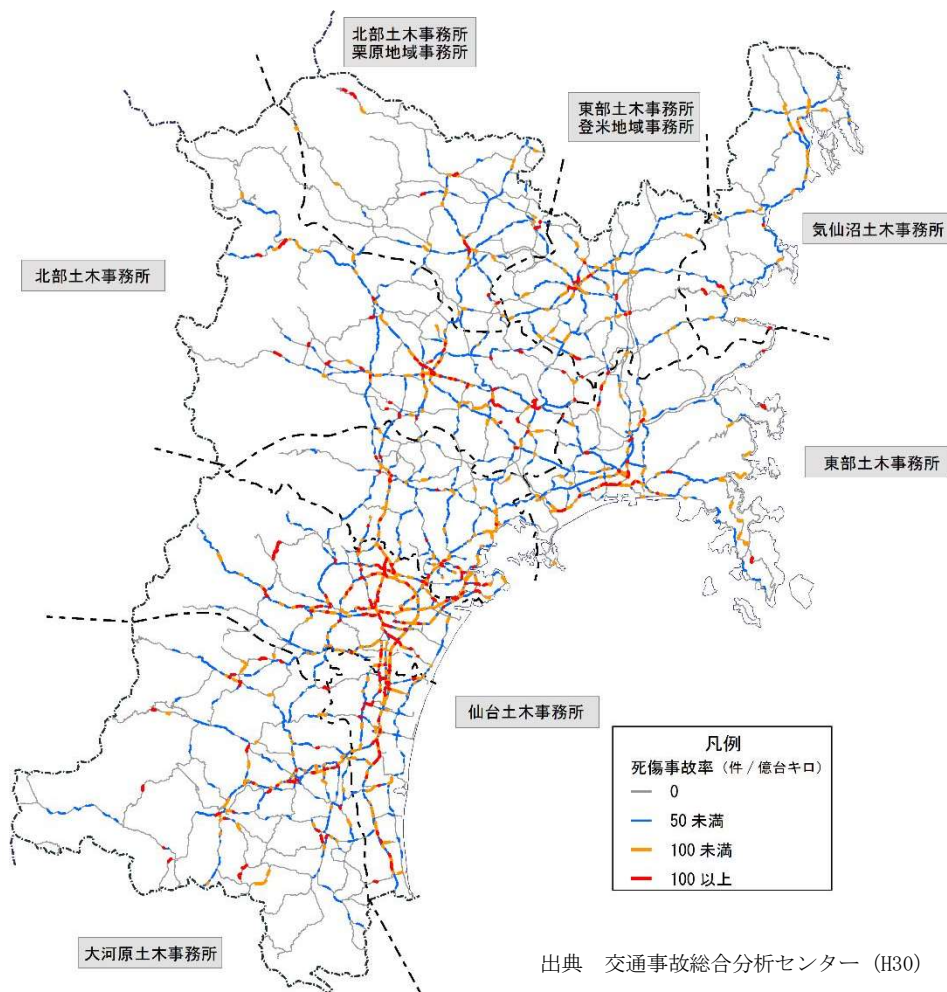 北部土木事務所
栗原地域事務所
東部土木事務所
登米地域事務所
気仙沼土木事務所
北部土木事務所
東部土木事務所
仙台土木事務所
凡例
死傷事故率（件 / 億台キロ）
0
50 未満
100 未満
100 以上
大河原土木事務所
出典　交通事故総合分析センター（H30）